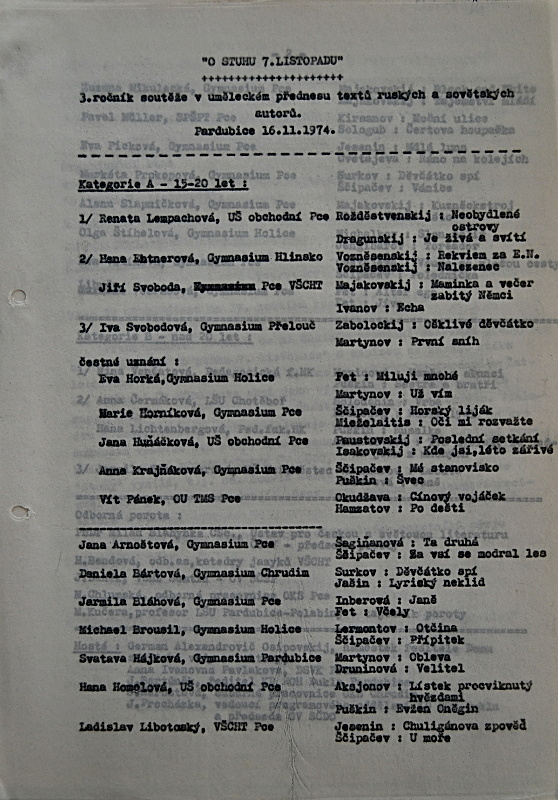 "O STUHU 7.LISTOPADU"
++++++++++++++++++++
3.ročník soutěže v uměleckém přednesu textů ruských a sovětských
autorů.
Pardubice 16.11.1974.
Kategorie A - 15-20 let :
1/ Renata Lempachová, UŠ obchodní Pce Rožděstvenskij : Neobydlené
ostrovy
Dragunskij : Je živá a svítí
2/ Hana Ehtnerová, Gymnasium Hlinsko Vozněsenskij : Rekviem za E.N.
Vozněsenskij : Nalezenec
Jiří Svoboda, Pce VŠCHT Majakovskij : Maminka a večer
zabitý Němci
Ivanov : Echa
3/ Iva Svobodová, Gymnasium Přelouč Zabolockij : Ošklivé děvčátko
Martynov : První sníh
čestné uznání :
Eva Horká,Gymnasium Holice Fet : Miluji mnohé
Martynov : Už vím
Marie Horníková, Gymnasium Pce Ščipačev : Horský liják
Mieželaitis : Oči mi rozvažte
Jana Huňáčková, UŠ obchodní Pce Paustovskij : Poslední setkání
Isakovskij : Kde jsi,léto zářivé
Anna Krajňáková, Gymnasium Pce Ščipačev : Mé stanovisko
Puškin : Švec
Vít Pánek, OU TMS Pce Okudžava : Cínový vojáček
Hamzatov : Po dešti
Jana Arnoštová, Gymnasium Pce Šagiňanová : Ta druhá
Ščipačev : Za vsí se modral les
Daniela Bártová, Gymnasium Chrudim Surkov : Děvčátko spí
Jašin : Lyrický neklid
Jarmila Bláhová, Gymnasium Pce Inberová : Janě
Fet : Včely
Michael Brousil, Gymnasium Holice Lermontov : Otčina
Ščipačev : Přípitek
Svatava Hájková, Gymnasium Pardubice Martynov : Obleva
Druninová : Velitel
Hana Homolová, UŠ obchodní Pce Aksjonov : Lístek procviknutý
hvězdami
Puškin : Evžen Oněgin
Ladislav Libotovský, VŠCHT Pce Jesenin : Chuligánova zpověď
Ščipačev : U moře